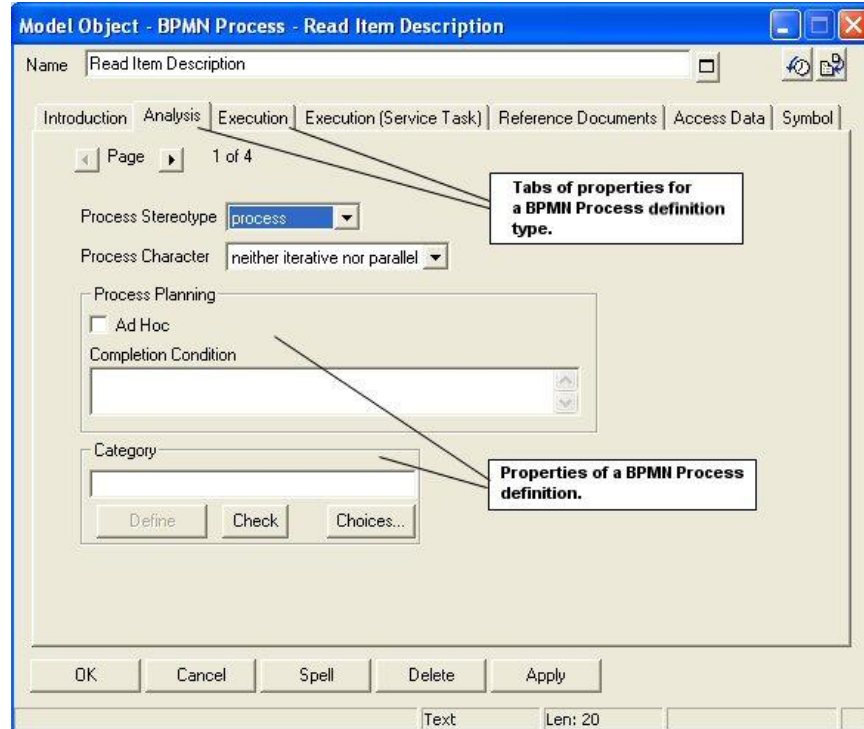 Model Object - BPMN Process - Read Item Description
Name Read Item Description
Introduction Analysis Execution Execution (Service Task) Reference Documents Access Data Symbol
Page 1 of 4
Tabs of properties for
a BPMN Process definition
type.
Process Stereotype process
Process Character neither iterative nor parallel
Process Planning
Ad Hoc
Completion Condition
Category
Properties of a BPMN Process
definition.
Define Check Choices...
OK Cancel Spell Delete Apply
Text Len: 20